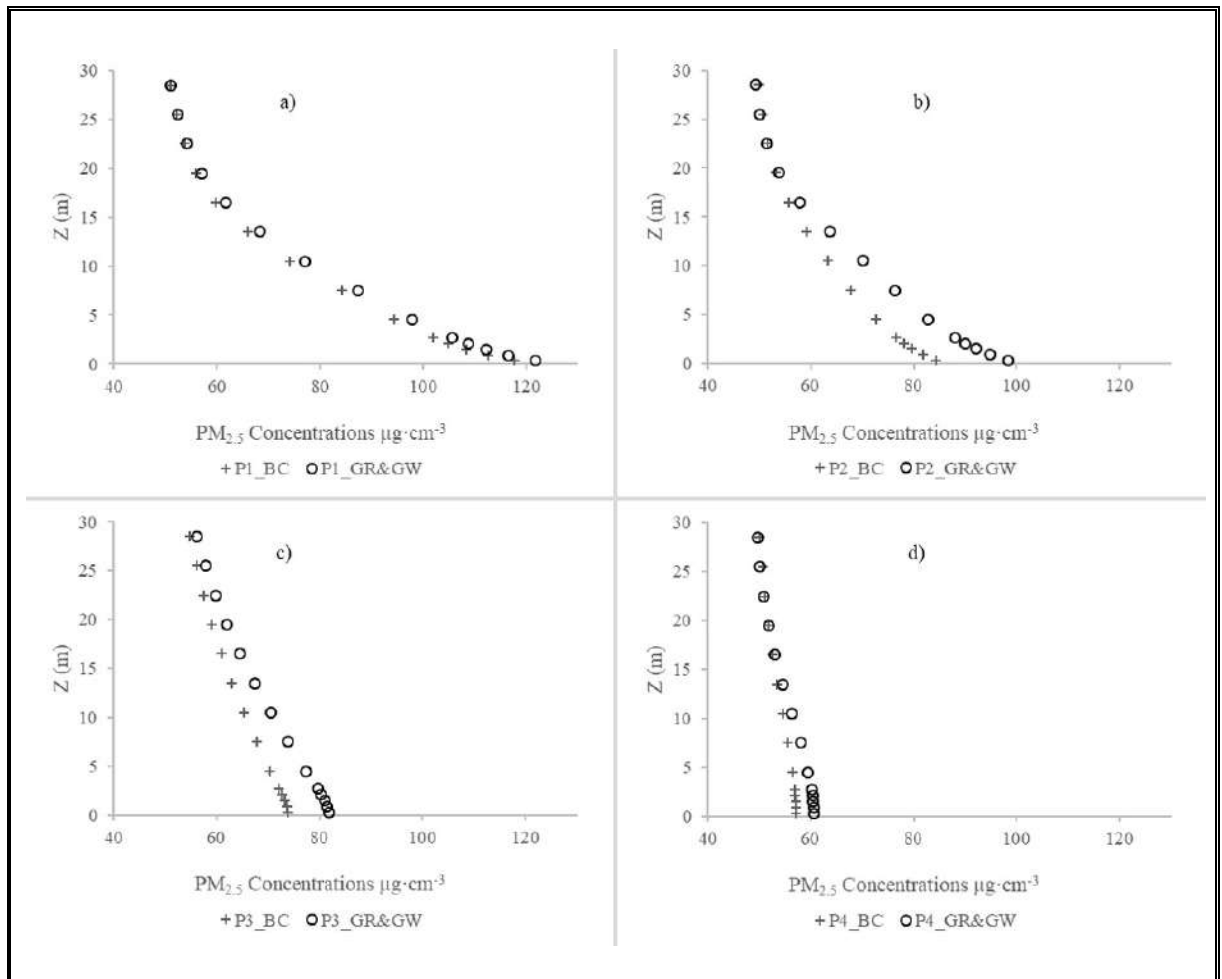 a)
30
25
20
15
10
5
0
Z (m)
40 60 80 100 120
PM2.5 Concentrations µg·cm-3
+ P1_BC O P1_GR&GW
b)
30
25
20
15
10
5
0
Z (m)
40 60 80 100 120
PM2.5 Concentrations µg·cm-3
+ P2_BC O P2_GR&GW
c)
30
25
20
15
10
5
0
Z (m)
40 60 80 100 120
PM2.5 Concentrations µg·cm-3
+ P3_BC O P3_GR&GW
d)
30
25
20
15
10
5
0
Z (m)
40 60 80 100 120
PM2.5 Concentrations µg·cm-3
+ P4_BC O P4_GR&GW